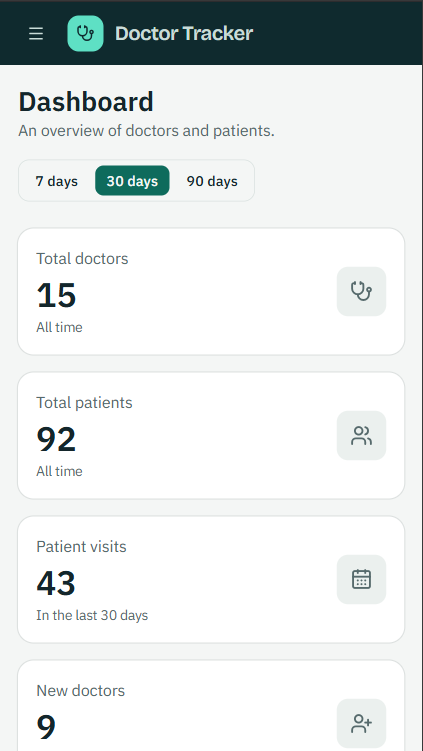 Doctor Tracker
Dashboard
An overview of doctors and patients.
7 days 30 days 90 days
Total doctors
15
All time
Total patients
92
All time
Patient visits
43
In the last 30 days
New doctors
9